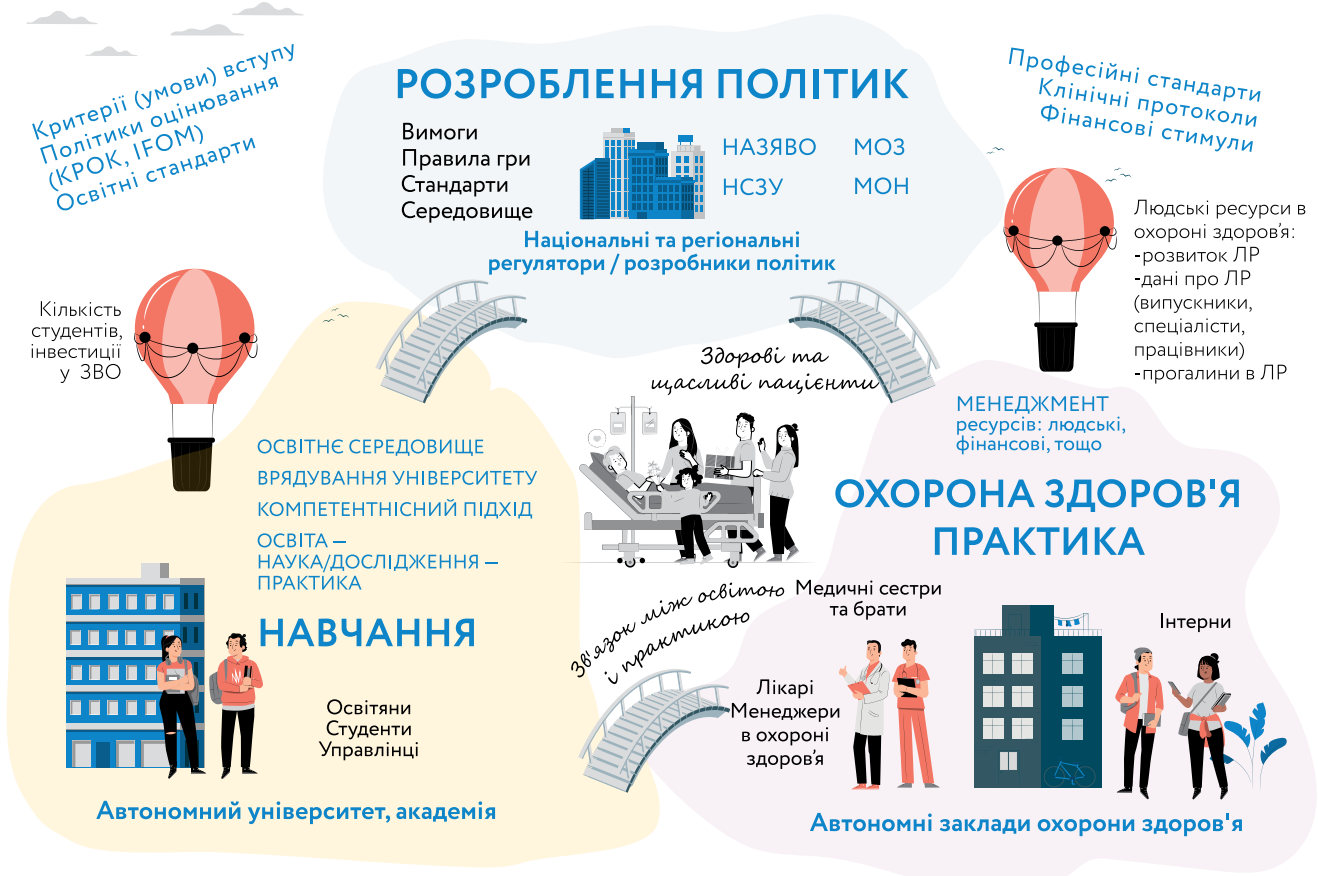 Критерії (умови) вступу
Політики оцінювання
(КРОК, IFOM)
Освітні стандарти
РОЗРОБЛЕННЯ ПОЛІТИК
Вимоги
Правила гри
Стандарти
Середовище
НАЗЯВО МОЗ
НСЗУ МОН
Національні та регіональні
регулятори / розробники політик
Професійні стандарти
Клінічні протоколи
Фінансові стимули
Людські ресурси в
охороні здоров'я:
-розвиток ЛР
-дані про ЛР
(випускники,
спеціалісти,
працівники)
-прогалини в ЛР
Кількість
студентів,
інвестиції
у ЗВО
Здорові та
щасливі пацієнти
МЕНЕДЖМЕНТ
ресурсів: людські,
фінансові, тощо
ОСВІТНЄ СЕРЕДОВИЩЕ
ВРЯДУВАННЯ УНІВЕРСИТЕТУ
КОМПЕТЕНТНІСНИЙ ПІДХІД
ОСВІТА –
НАУКА/ДОСЛІДЖЕННЯ –
ПРАКТИКА
НАВЧАННЯ
Освітяни
Студенти
Управлінці
Автономний університет, академія
Зв'язок між освітою
і практикою
ОХОРОНА ЗДОРОВ'Я
ПРАКТИКА
Медичні сестри
та брати
Інтерни
Лікарі
Менеджери
в охороні
здоров'я
Автономні заклади охорони здоров'я